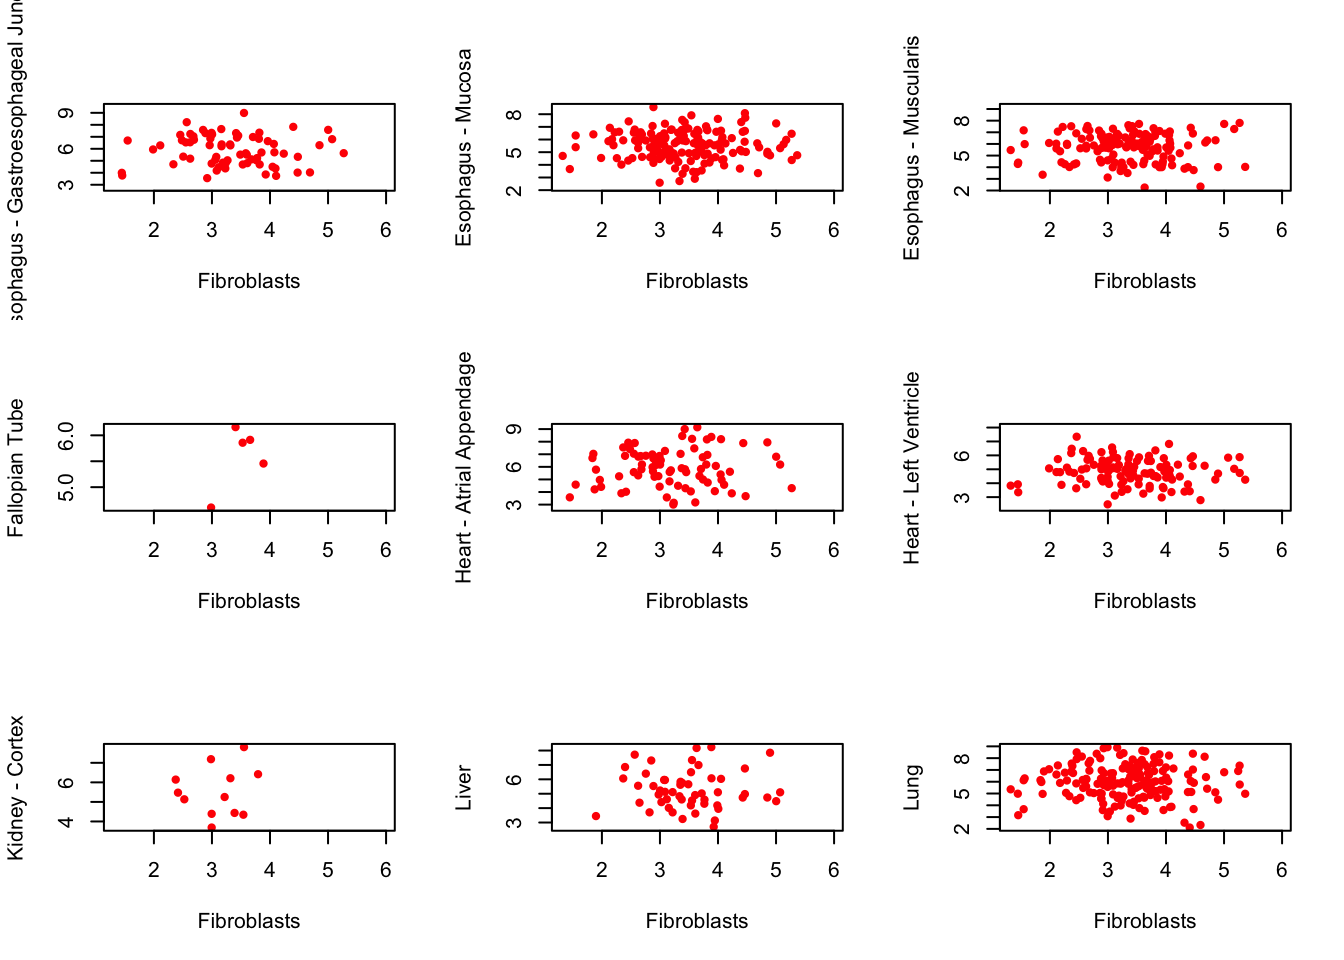 sophagus - Gastroesophageal Junc
9
6
3
2 3 4 5 6
Fibroblasts
Esophagus - Mucosa
8
5
2
2 3 4 5 6
Fibroblasts
Esophagus - Muscularis
8
5
2
2 3 4 5 6
Fibroblasts
Fallopian Tube
6.0
5.0
2 3 4 5 6
Fibroblasts
Heart - Atrial Appendage
9
6
3
2 3 4 5 6
Fibroblasts
Heart - Left Ventricle
6
3
2 3 4 5 6
Fibroblasts
Kidney - Cortex
6
4
2 3 4 5 6
Fibroblasts
Liver
6
3
2 3 4 5 6
Fibroblasts
Lung
8
5
2
2 3 4 5 6
Fibroblasts